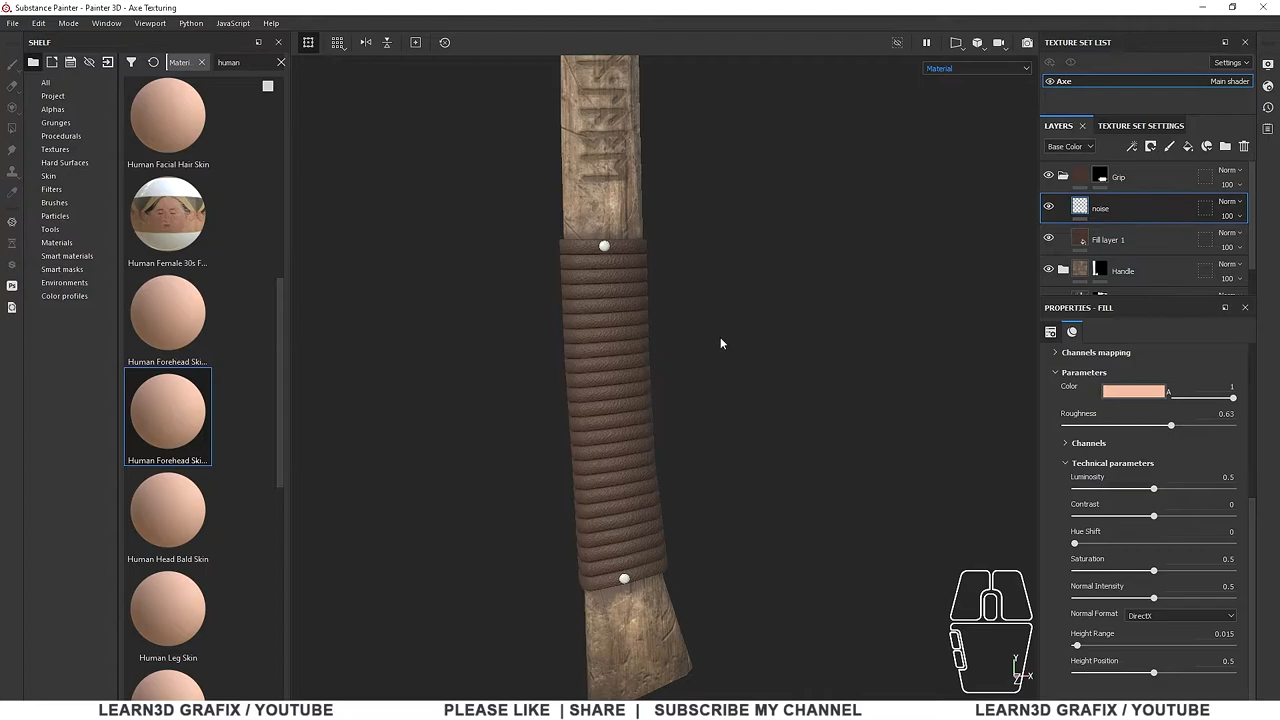 Substance Painter - Painter 3D - Axe Texturing
File Edit Mode Window Viewport Python JavaScript Help
SHELF
Materi... human
All
Project
Alphas
Grunges
Procedurals
Textures
Hard Surfaces
Skin
Filters
Brushes
Particles
Tools
Materials
Smart materials
Smart masks
Environments
Color profiles
Human Facial Hair Skin
Human Female 30s F...
Human Forehead Ski...
Human Forehead Ski...
Human Head Bald Skin
Human Leg Skin
Material
Y
Z X
TEXTURE SET LIST
Settings
Axe Main shader
LAYERS TEXTURE SET SETTINGS
Base Color
Grip Norm 100
noise Norm 100
Fill layer 1 Norm 100
Handle Norm 100
PROPERTIES - FILL
Channels mapping
Parameters
Color A 1
Roughness 0.63
Channels
Technical parameters
Luminosity 0.5
Contrast 0
Hue Shift 0
Saturation 0.5
Normal Intensity 0.5
Normal Format DirectX
Height Range 0.015
Height Position 0.5
Ps
LEARN3D GRAFIX / YOUTUBE PLEASE LIKE | SHARE | SUBSCRIBE MY CHANNEL LEARN3D GRAFIX / YOUTUBE